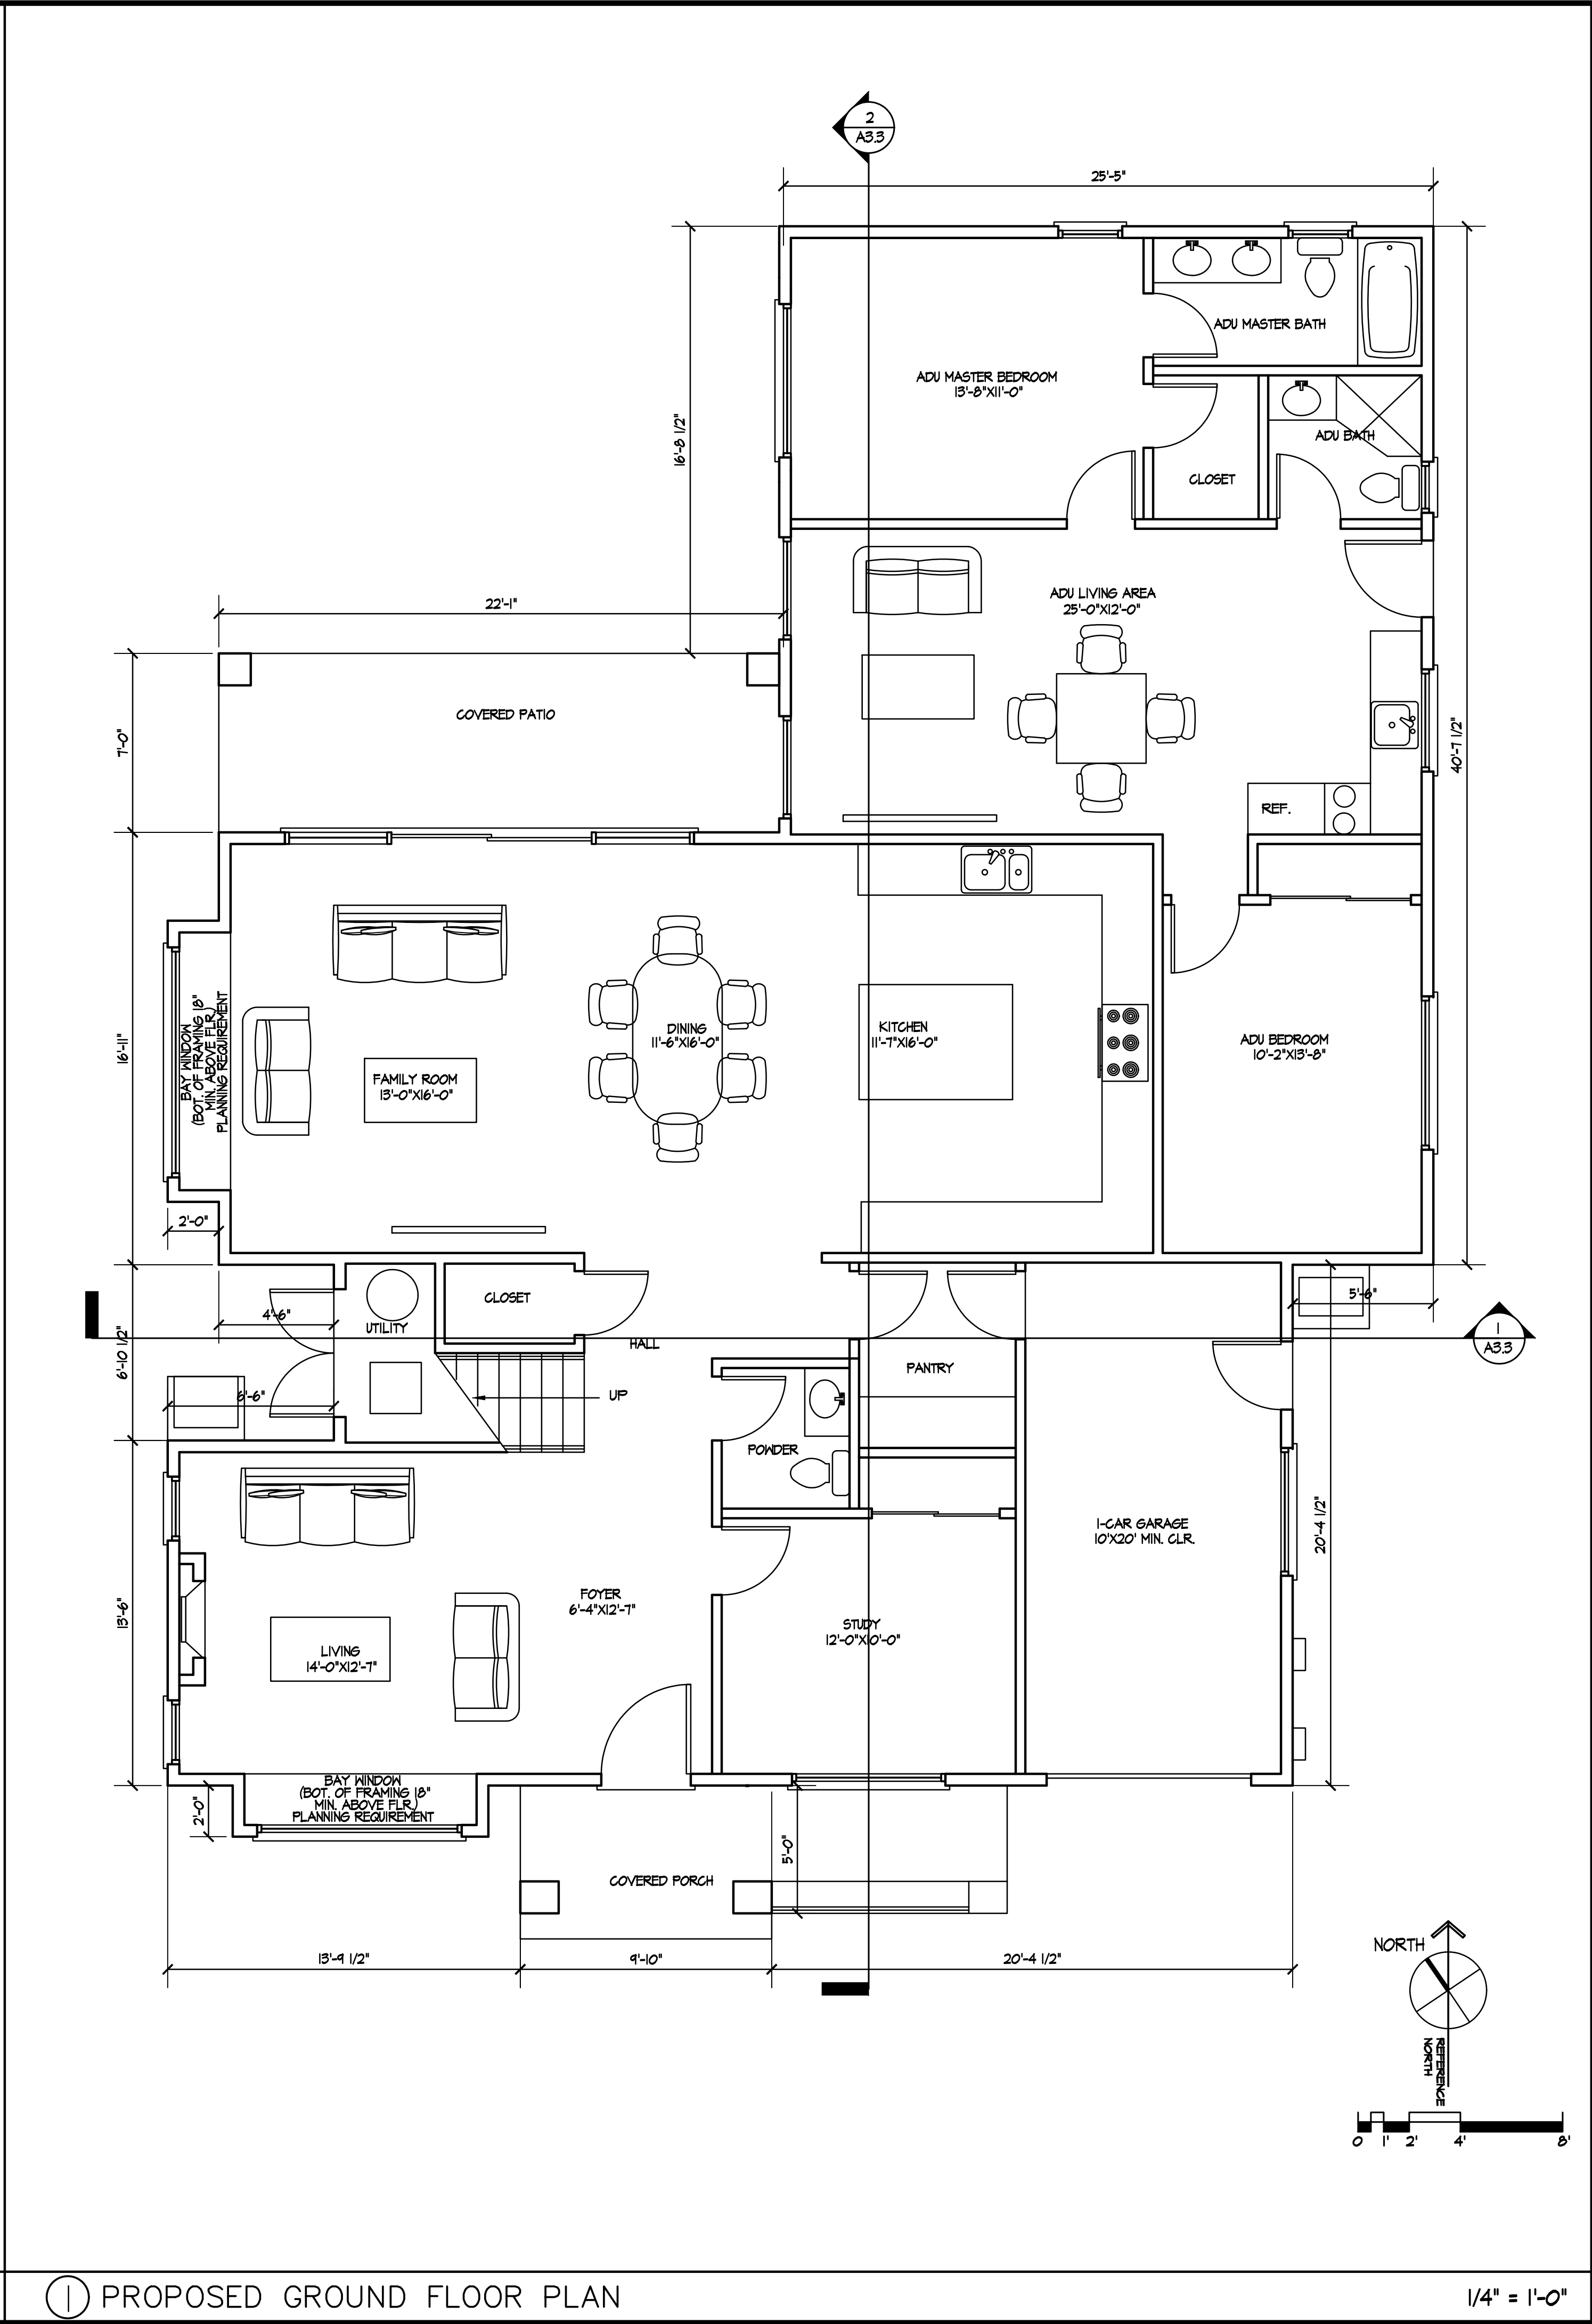 2
A3.3
25'-5"
ADU MASTER BATH
ADU MASTER BEDROOM
13'-8"X11'-0"
16'-8 1/2"
ADU BATH
CLOSET
22'-1"
ADU LIVING AREA
25'-0"X12'-0"
COVERED PATIO
7'-0"
40'-7 1/2"
REF.
BAY WINDOW
(BOT. OF FRAMING 18"
MIN. ABOVE FLR.)
PLANNING REQUIREMENT
16'-11"
DINING
11'-6"X16'-0"
KITCHEN
11'-7"X16'-0"
ADU BEDROOM
10'-2"X13'-8"
FAMILY ROOM
13'-0"X16'-0"
2'-0"
CLOSET
5'-6"
4'-6"
UTILITY
HALL
6'-10 1/2"
1
A3.3
PANTRY
6'-6"
UP
POWDER
1-CAR GARAGE
10'X20' MIN. CLR.
20'-4 1/2"
FOYER
6'-4"X12'-7"
13'-6"
STUDY
12'-0"X10'-0"
LIVING
14'-0"X12'-7"
BAY WINDOW
(BOT. OF FRAMING 18"
MIN. ABOVE FLR.)
PLANNING REQUIREMENT
2'-0"
5'-0"
COVERED PORCH
13'-9 1/2"
9'-10"
20'-4 1/2"
NORTH
REFERENCE
NORTH
0 1' 2' 4' 8'
1 PROPOSED GROUND FLOOR PLAN
1/4" = 1'-0"